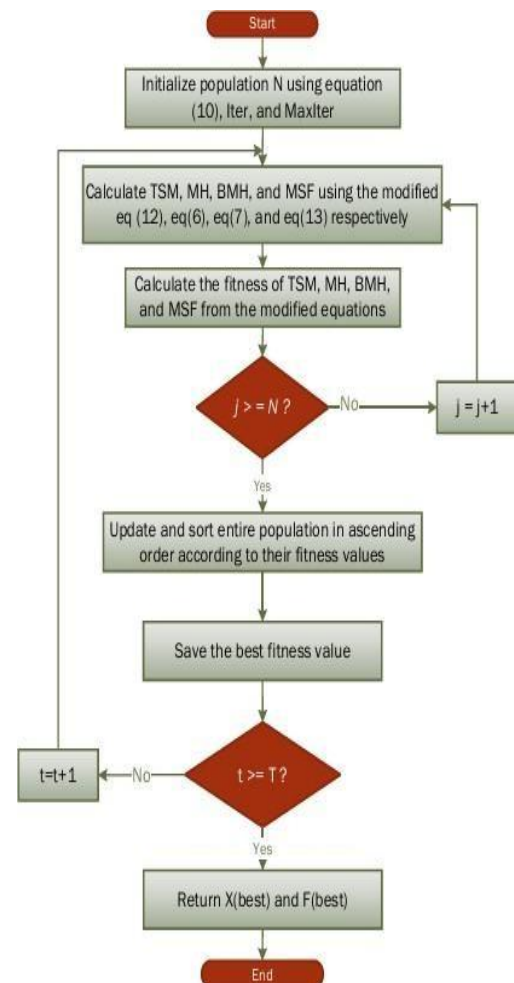 Start
Initialize population N using equation
(10), Iter, and MaxIter
Calculate TSM, MH, BMH, and MSF using the modified
eq (12), eq(6), eq(7), and eq(13) respectively
Calculate the fitness of TSM, MH, BMH,
and MSF from the modified equations
j >= N ?
No
j = j+1
Yes
Update and sort entire population in ascending
order according to their fitness values
Save the best fitness value
t >= T ?
No
t=t+1
Yes
Return X(best) and F(best)
End